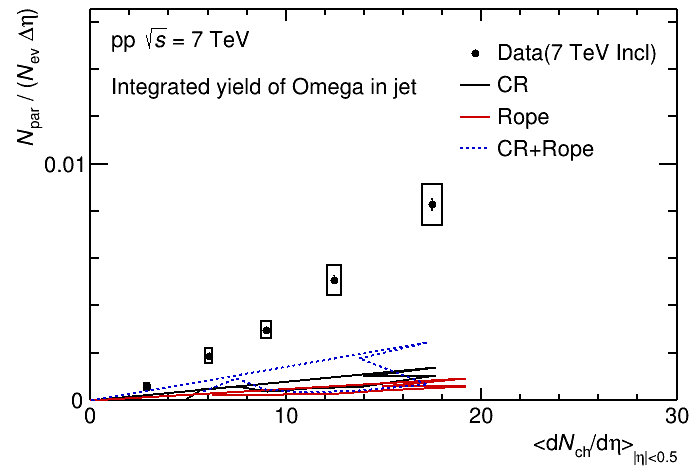 N_par / (N_ev Δη)
pp √s = 7 TeV
Integrated yield of Omega in jet
Data(7 TeV Incl)
CR
Rope
CR+Rope
0.01
0
0 10 20 30
<dN_ch/dη>_|η|<0.5